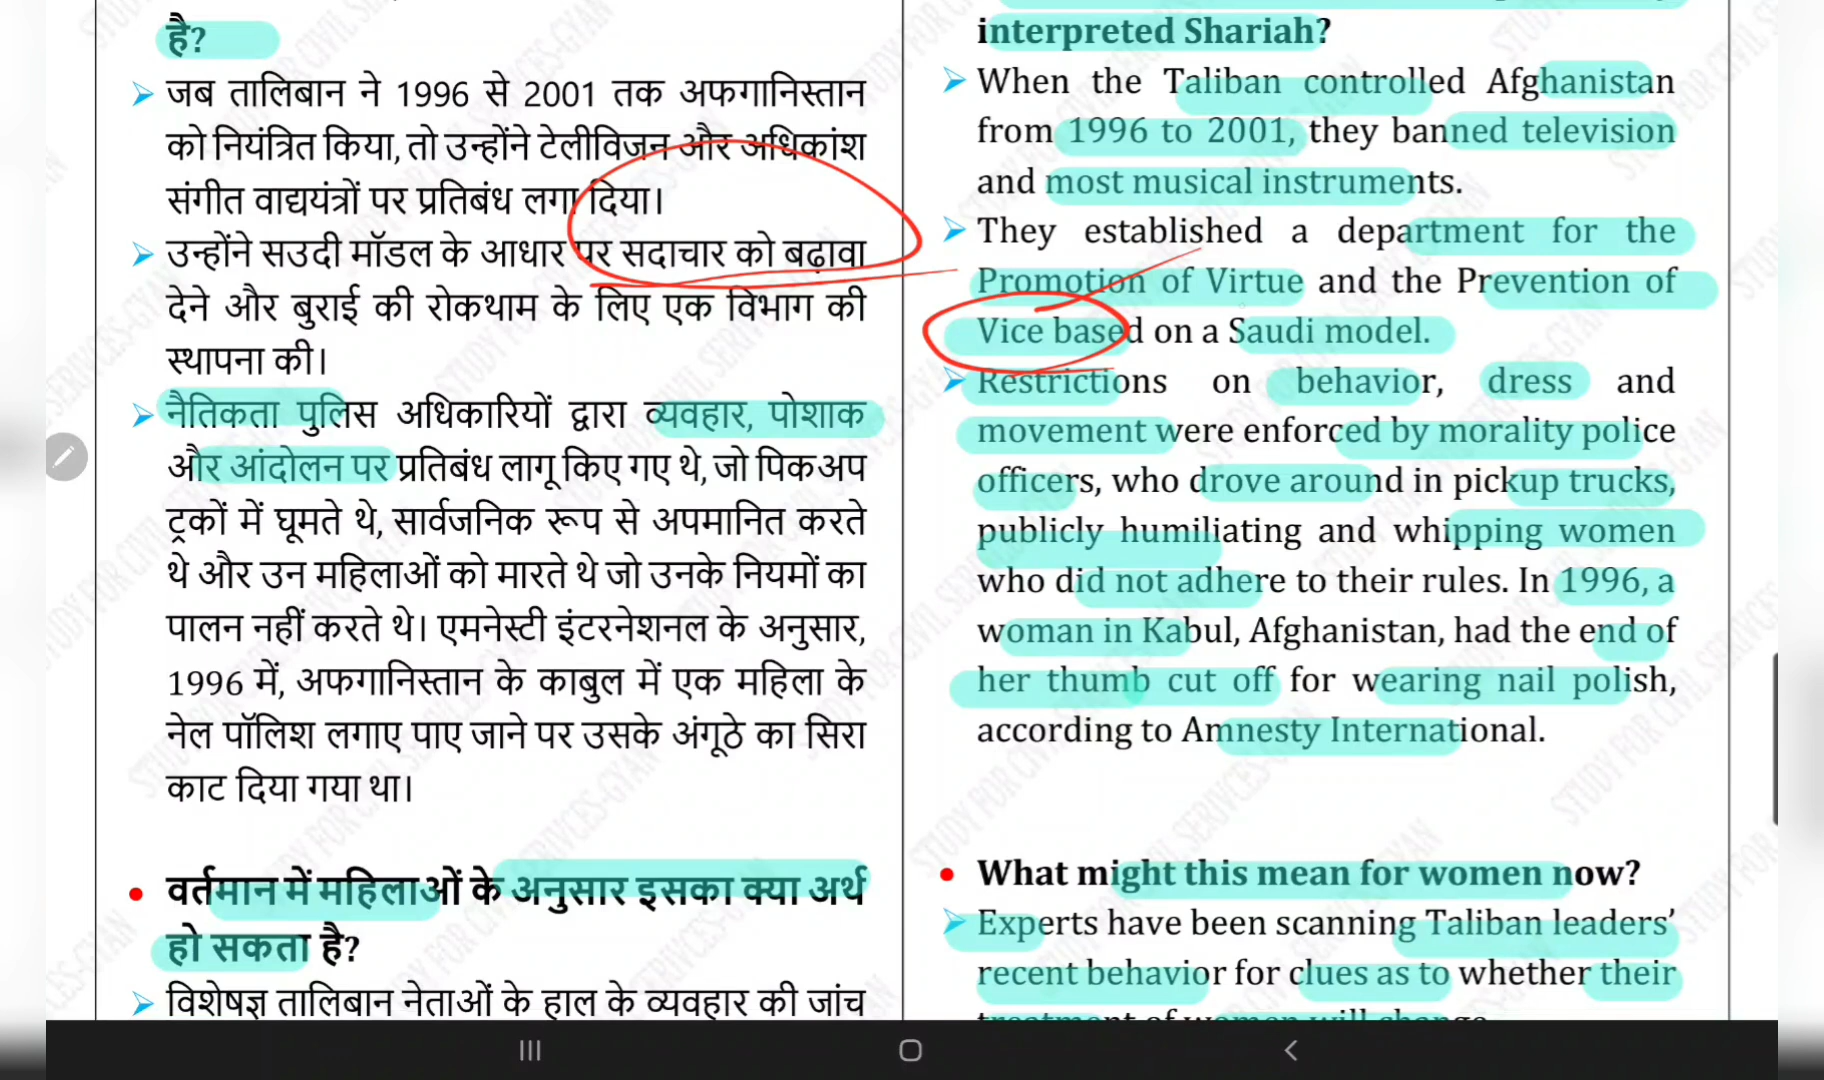 है?
जब तालिबान ने 1996 से 2001 तक अफगानिस्तान
को नियंत्रित किया, तो उन्होंने टेलीविजन और अधिकांश
संगीत वाद्ययंत्रों पर प्रतिबंध लगा दिया।
उन्होंने सउदी मॉडल के आधार पर सदाचार को बढ़ावा
देने और बुराई की रोकथाम के लिए एक विभाग की
स्थापना की।
नैतिकता पुलिस अधिकारियों द्वारा व्यवहार, पोशाक
और आंदोलन पर प्रतिबंध लागू किए गए थे, जो पिकअप
ट्रकों में घूमते थे, सार्वजनिक रूप से अपमानित करते
थे और उन महिलाओं को मारते थे जो उनके नियमों का
पालन नहीं करते थे। एमनेस्टी इंटरनेशनल के अनुसार,
1996 में, अफगानिस्तान के काबुल में एक महिला के
नेल पॉलिश लगाए पाए जाने पर उसके अंगूठे का सिरा
काट दिया गया था।
वर्तमान में महिलाओं के अनुसार इसका क्या अर्थ
हो सकता है?
विशेषज्ञ तालिबान नेताओं के हाल के व्यवहार की जांच
interpreted Shariah?
When the Taliban controlled Afghanistan
from 1996 to 2001, they banned television
and most musical instruments.
They established a department for the
Promotion of Virtue and the Prevention of
Vice based on a Saudi model.
Restrictions on behavior, dress and
movement were enforced by morality police
officers, who drove around in pickup trucks,
publicly humiliating and whipping women
who did not adhere to their rules. In 1996, a
woman in Kabul, Afghanistan, had the end of
her thumb cut off for wearing nail polish,
according to Amnesty International.
What might this mean for women now?
Experts have been scanning Taliban leaders'
recent behavior for clues as to whether their
treatment of women will change